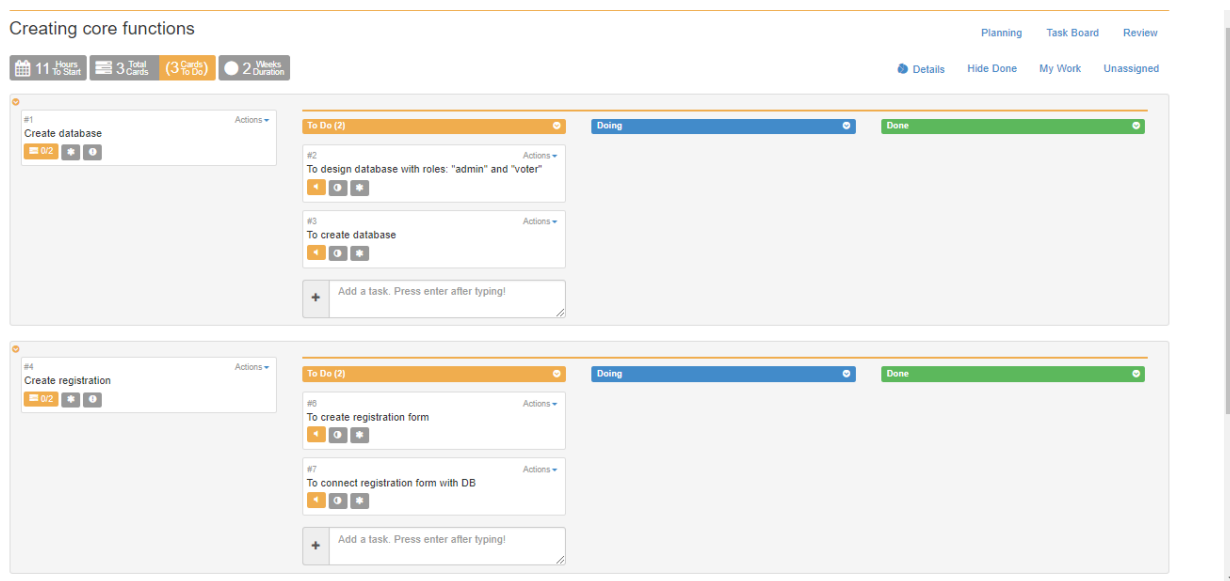 Creating core functions
Planning Task Board Review
11 Hours To Start 3 Total Cards (3 Cards To Do) 2 Weeks Duration
Details Hide Done My Work Unassigned
#1 Actions
Create database
0/2
To Do (2) Doing Done
#2 Actions
To design database with roles: "admin" and "voter"
#3 Actions
To create database
Add a task. Press enter after typing!
#4 Actions
Create registration
0/2
To Do (2) Doing Done
#6 Actions
To create registration form
#7 Actions
To connect registration form with DB
Add a task. Press enter after typing!